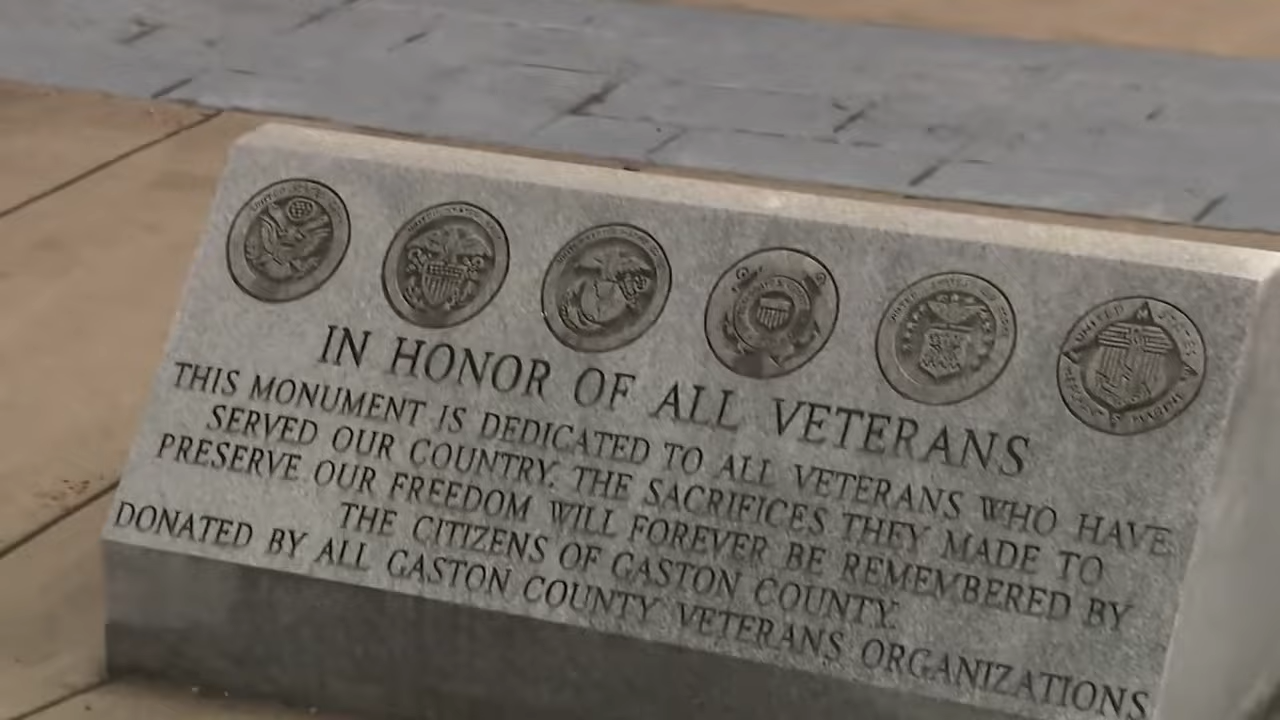 IN HONOR OF ALL VETERANS
THIS MONUMENT IS DEDICATED TO ALL VETERANS WHO HAVE
SERVED OUR COUNTRY. THE SACRIFICES THEY MADE TO
PRESERVE OUR FREEDOM WILL FOREVER BE REMEMBERED BY
THE CITIZENS OF GASTON COUNTY.
DONATED BY ALL GASTON COUNTY VETERANS ORGANIZATIONS